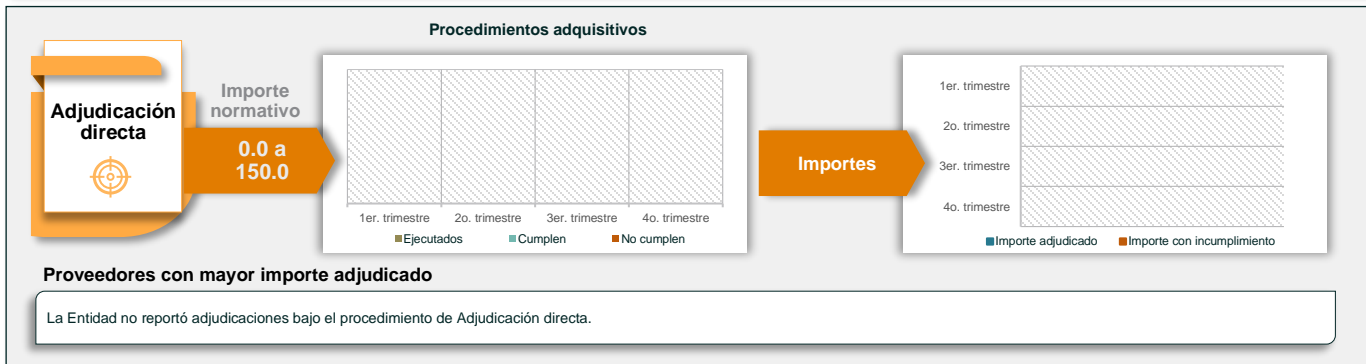 Procedimientos adquisitivos
Adjudicación
directa
Importe
normativo
0.0 a
150.0
1er. trimestre 2o. trimestre 3er. trimestre 4o. trimestre
Ejecutados Cumplen No cumplen
Importes
1er. trimestre
2o. trimestre
3er. trimestre
4o. trimestre
Importe adjudicado Importe con incumplimiento
Proveedores con mayor importe adjudicado
La Entidad no reportó adjudicaciones bajo el procedimiento de Adjudicación directa.